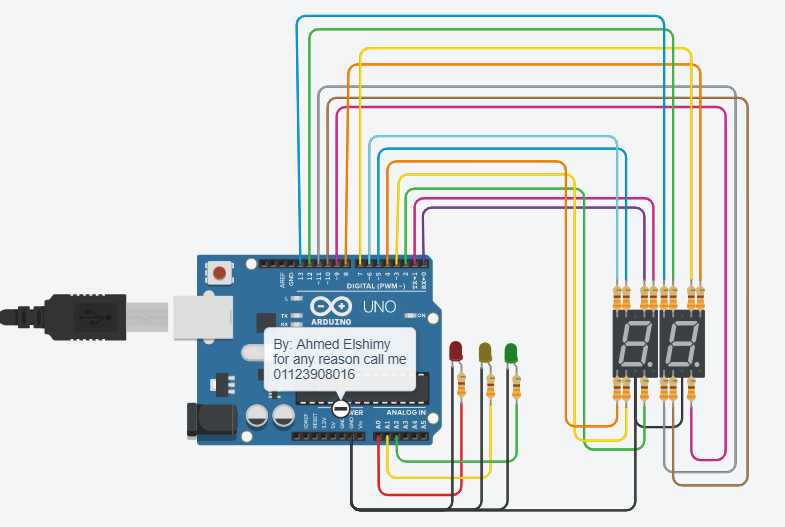 AREF
GND
13
12
~11
~10
~9
8
7
~6
~5
4
~3
2
TX→1
RX←0
DIGITAL (PWM~)
L
TX
RX
UNO
ARDUINO
ON
By: Ahmed Elshimy
for any reason call me
01123908016
WER
ANALOG IN
IOREF
RESET
3.3V
5V
GND
GND
Vin
A0
A1
A2
A3
A4
A5